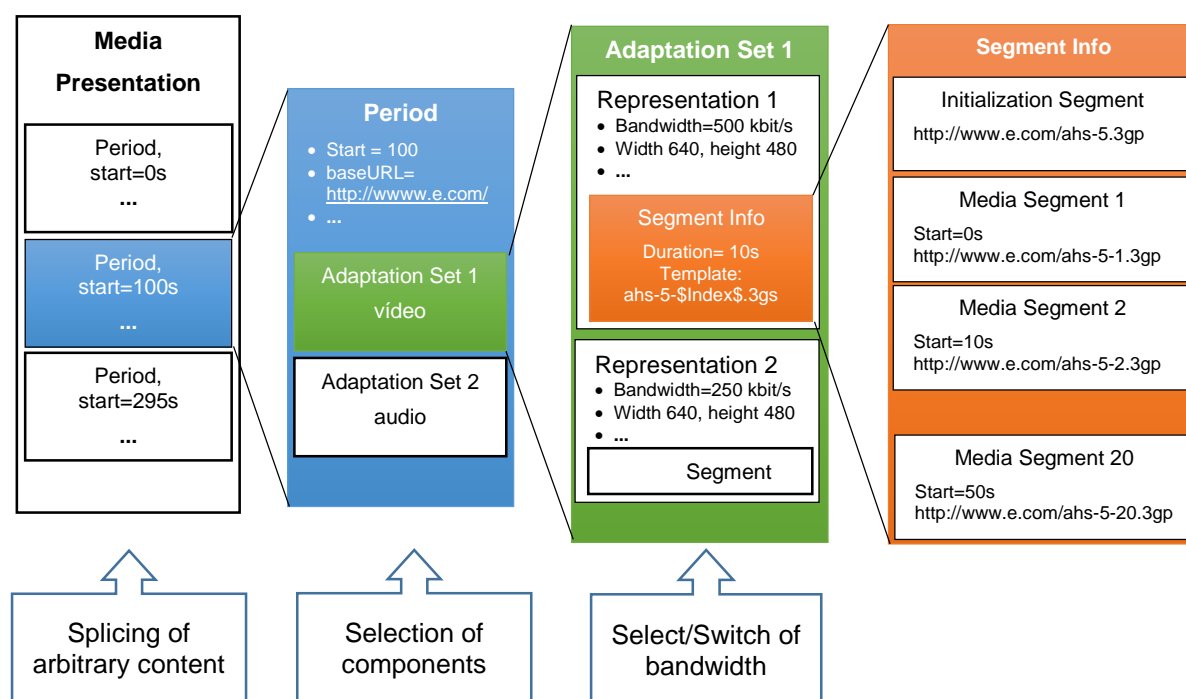 Media
Presentation
Period,
start=0s
...
Period,
start=100s
...
Period,
start=295s
...
Period
• Start = 100
• baseURL=
http://wwww.e.com/
• ...
Adaptation Set 1
vídeo
Adaptation Set 2
audio
Adaptation Set 1
Representation 1
• Bandwidth=500 kbit/s
• Width 640, height 480
• ...
Segment Info
Duration= 10s
Template:
ahs-5-$Index$.3gs
Representation 2
• Bandwidth=250 kbit/s
• Width 640, height 480
• ...
Segment
Segment Info
Initialization Segment
http://www.e.com/ahs-5.3gp
Media Segment 1
Start=0s
http://www.e.com/ahs-5-1.3gp
Media Segment 2
Start=10s
http://www.e.com/ahs-5-2.3gp
Media Segment 20
Start=50s
http://www.e.com/ahs-5-20.3gp
Splicing of
arbitrary content
Selection of
components
Select/Switch of
bandwidth